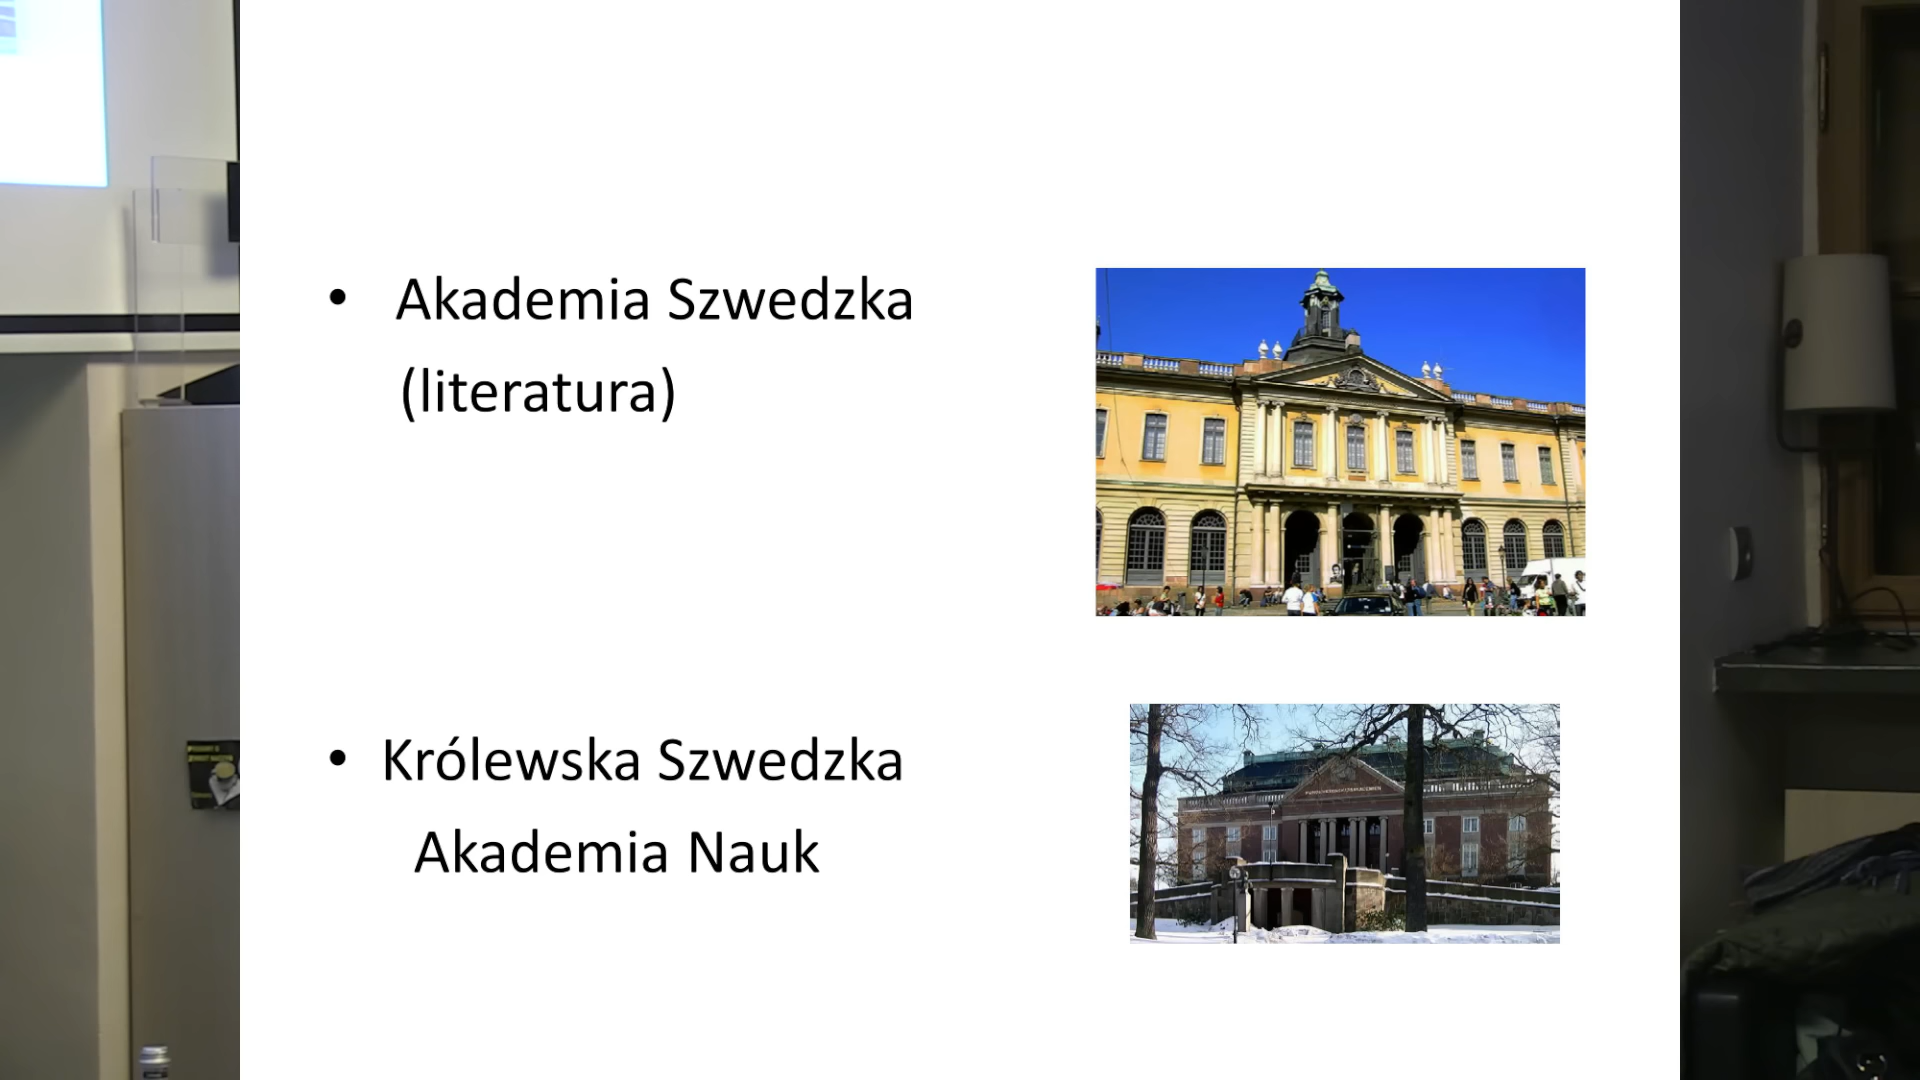 • Akademia Szwedzka
(literatura)
• Królewska Szwedzka
Akademia Nauk